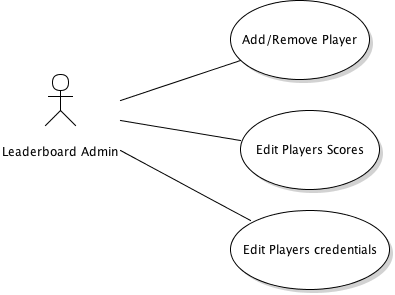 Add/Remove Player
Leaderboard Admin
Edit Players Scores
Edit Players credentials